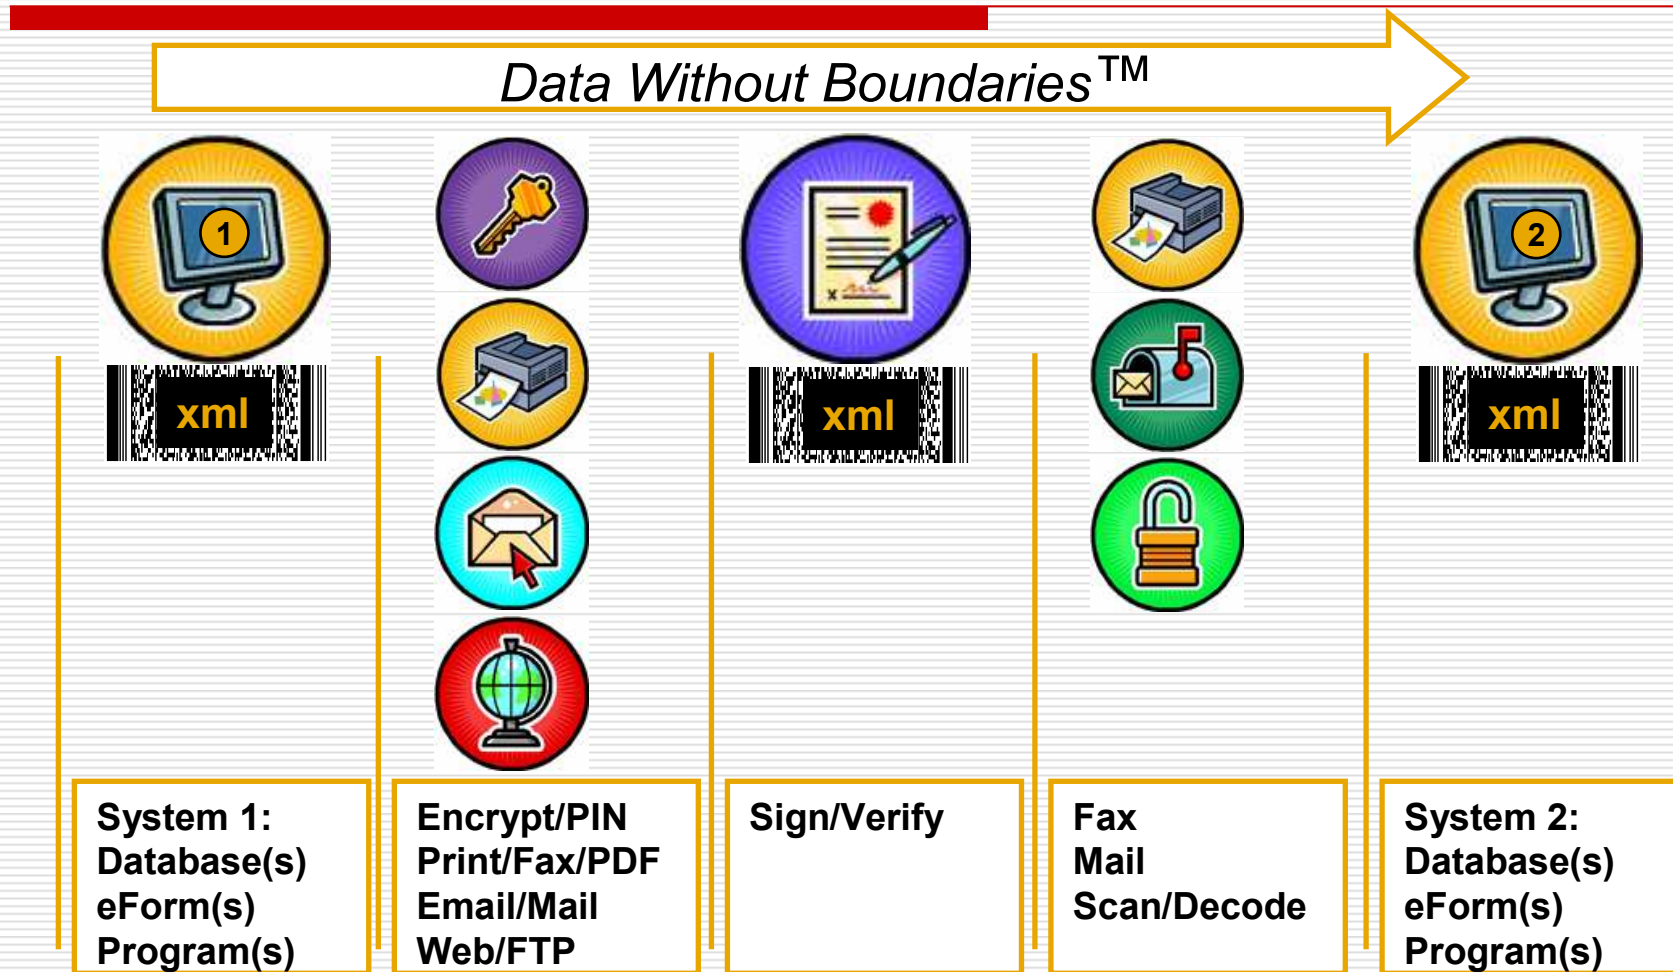 Data Without Boundaries™
1
2
xml
xml
xml
System 1:
Database(s)
eForm(s)
Program(s)
Encrypt/PIN
Print/Fax/PDF
Email/Mail
Web/FTP
Sign/Verify
Fax
Mail
Scan/Decode
System 2:
Database(s)
eForm(s)
Program(s)